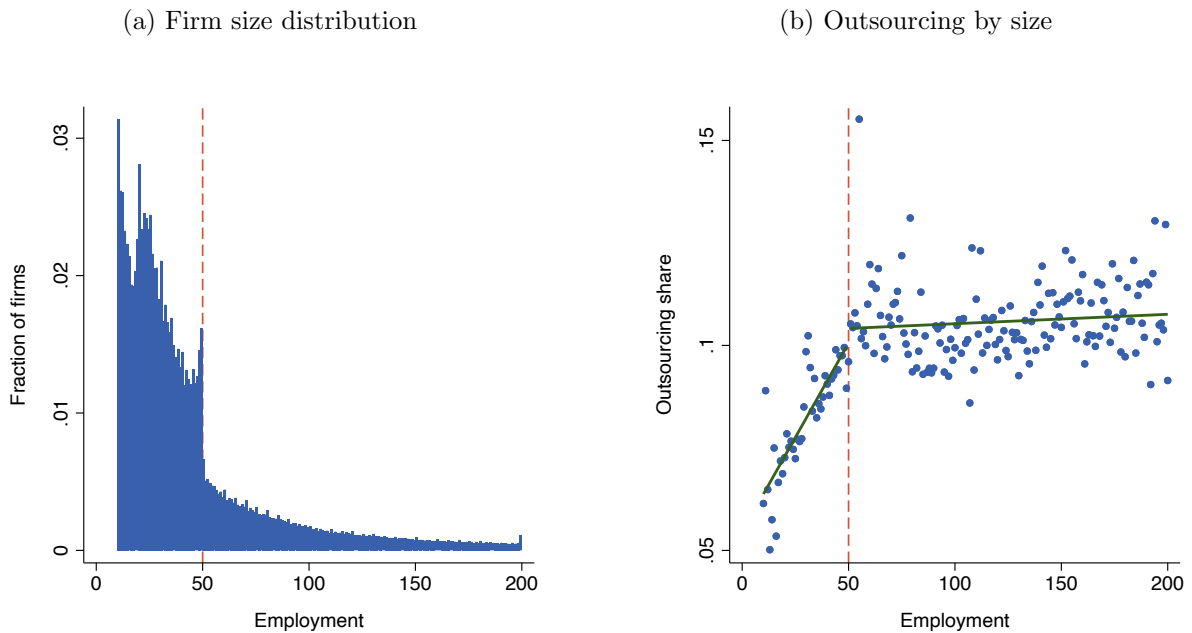 (a) Firm size distribution
(b) Outsourcing by size
.03
.02
.01
0
Fraction of firms
0
50
100
150
200
Employment
.15
.1
.05
Outsourcing share
0
50
100
150
200
Employment